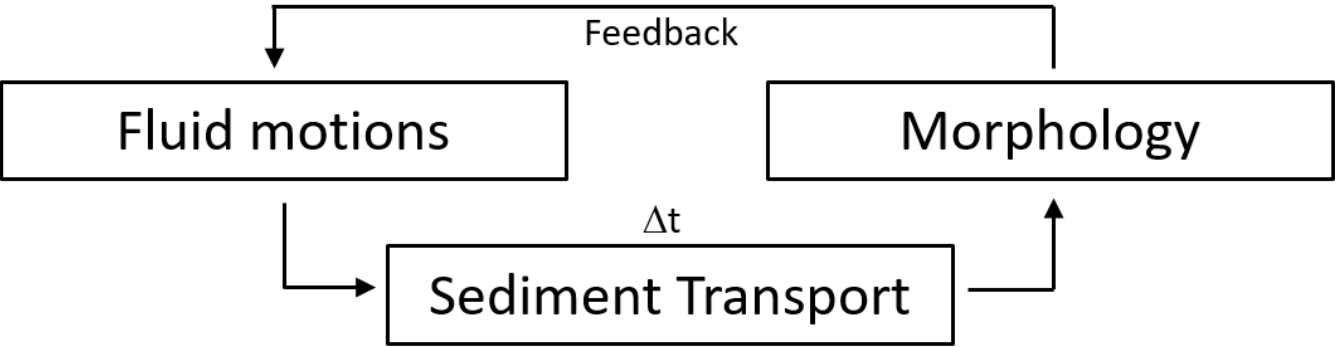 Feedback
Fluid motions
Morphology
Δt
Sediment Transport